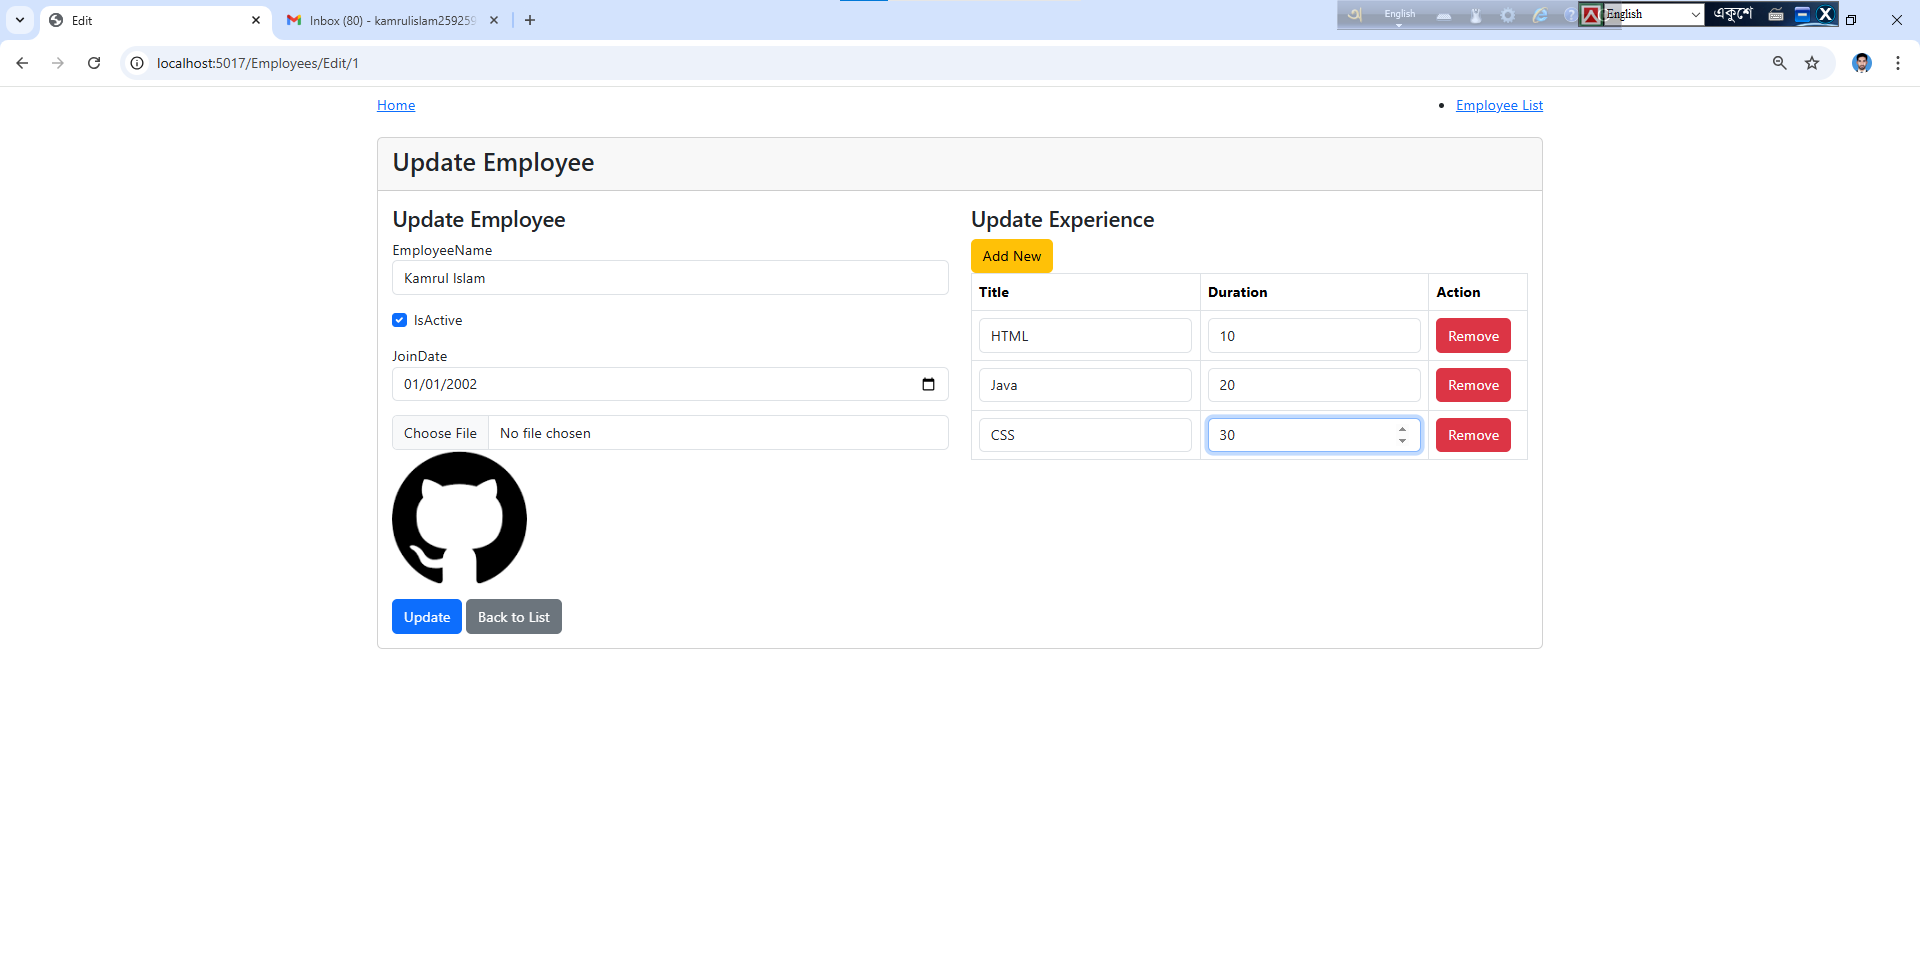 Edit
Inbox (80) - kamrulislam259259
English
English
একুশে
localhost:5017/Employees/Edit/1
Home
Employee List
Update Employee
Update Employee
EmployeeName
Kamrul Islam
IsActive
JoinDate
01/01/2002
Choose File No file chosen
Update Back to List
Update Experience
Add New
Title Duration Action
HTML 10 Remove
Java 20 Remove
CSS 30 Remove